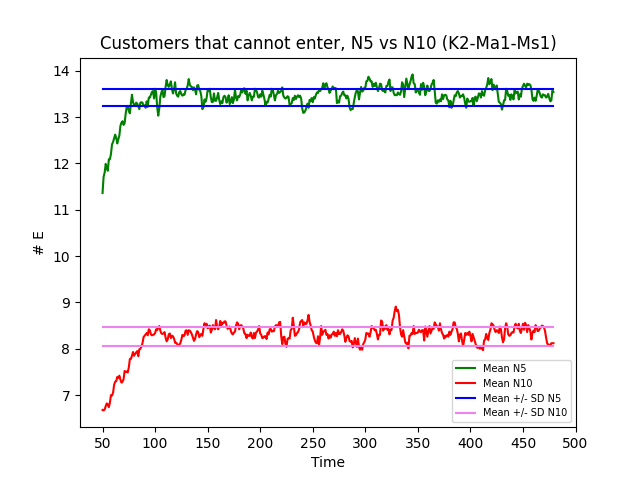 Customers that cannot enter, N5 vs N10 (K2-Ma1-Ms1)
14
13
12
11
10
9
8
7
# E
50 100 150 200 250 300 350 400 450 500
Time
Mean N5
Mean N10
Mean +/- SD N5
Mean +/- SD N10